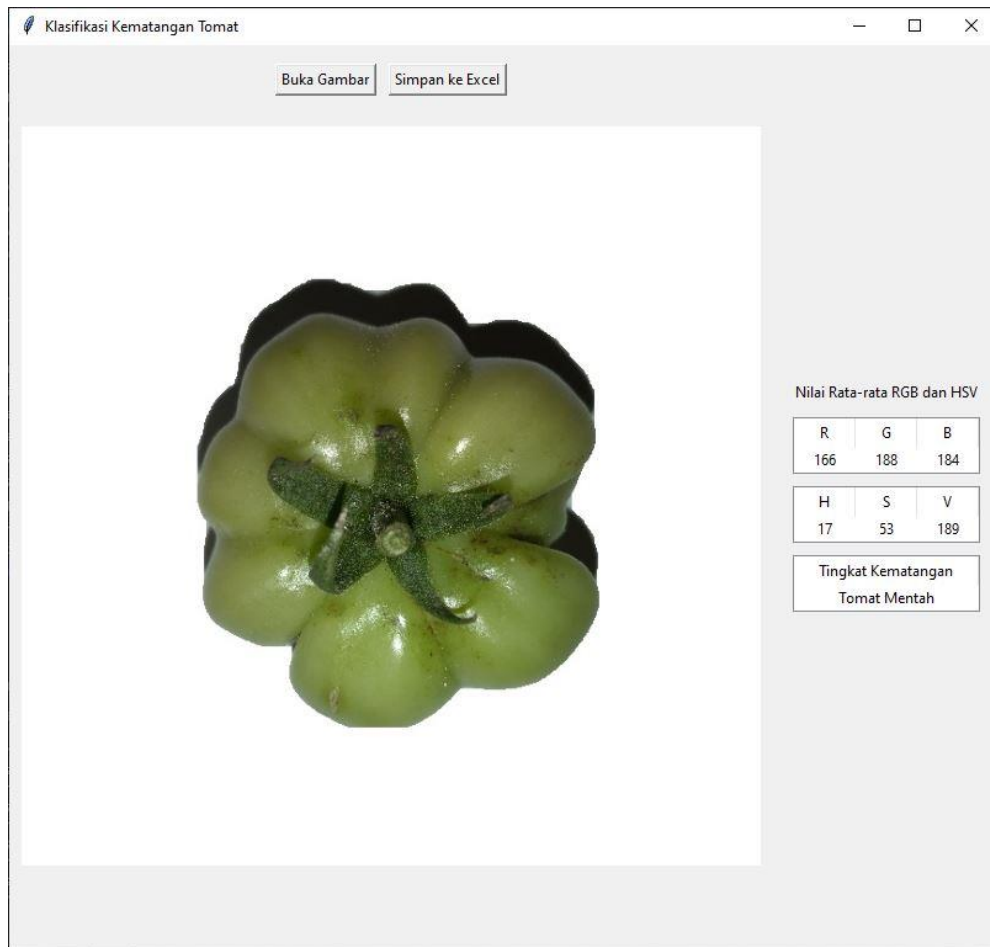 Klasifikasi Kematangan Tomat
Buka Gambar Simpan ke Excel
Nilai Rata-rata RGB dan HSV
R G B
166 188 184
H S V
17 53 189
Tingkat Kematangan
Tomat Mentah